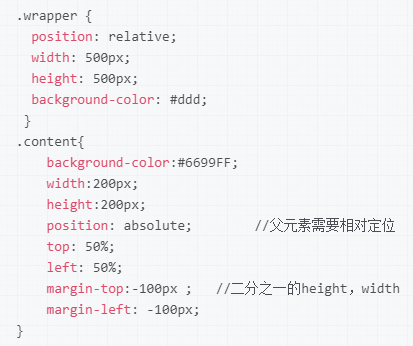 .wrapper {
position: relative;
width: 500px;
height: 500px;
background-color: #ddd;
}
.content{
background-color:#6699FF;
width:200px;
height:200px;
position: absolute; //父元素需要相对定位
top: 50%;
left: 50%;
margin-top:-100px ; //二分之一的height，width
margin-left: -100px;
}